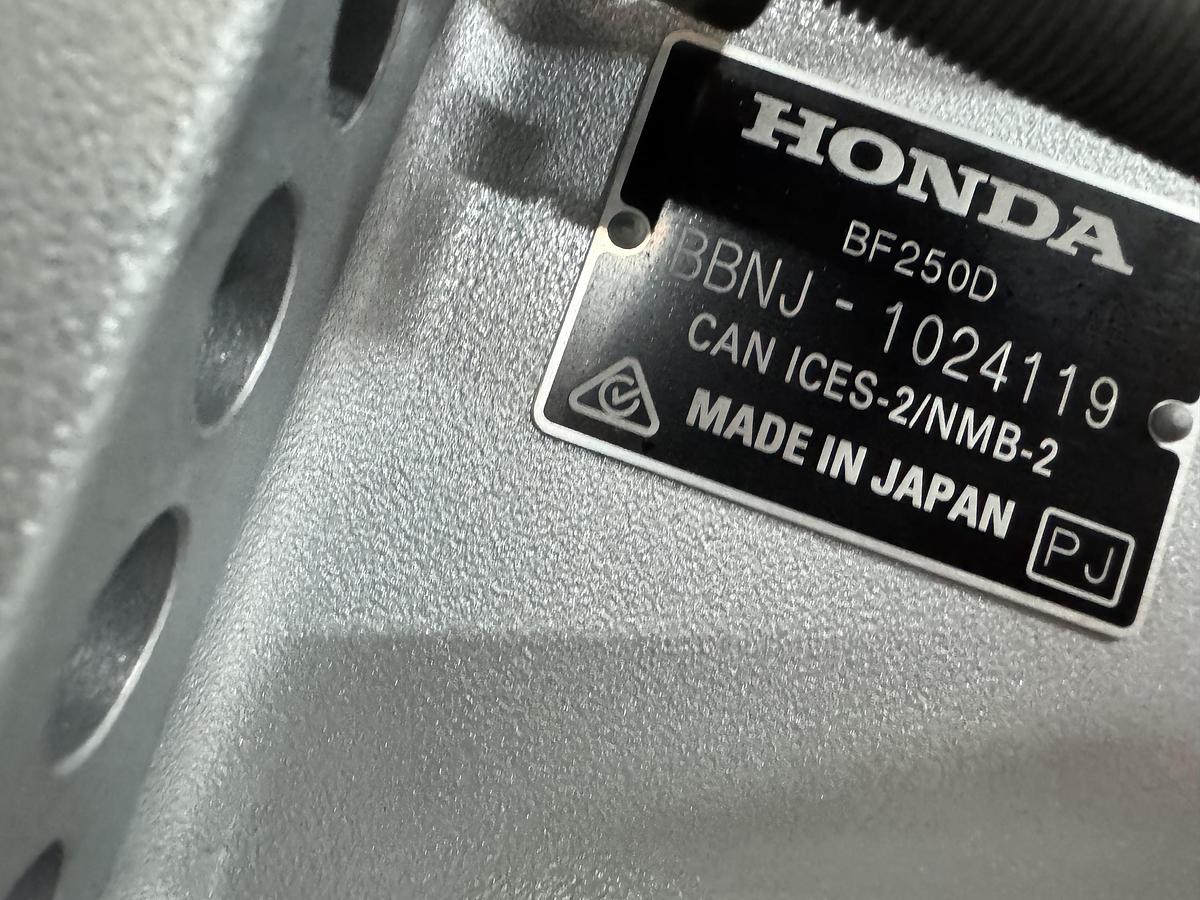 HONDA
BF250D
BBNJ - 1024119
CAN ICES-2/NMB-2
MADE IN JAPAN
PJ